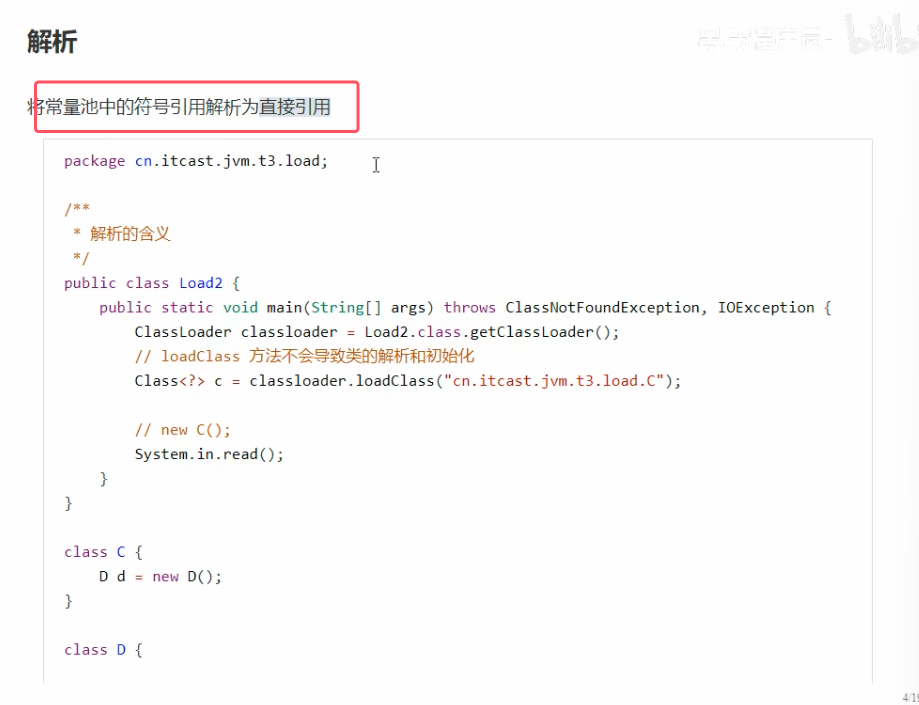 解析
将常量池中的符号引用解析为直接引用
package cn.itcast.jvm.t3.load;
/**
* 解析的含义
*/
public class Load2 {
public static void main(String[] args) throws ClassNotFoundException, IOException {
ClassLoader classloader = Load2.class.getClassLoader();
// loadClass 方法不会导致类的解析和初始化
Class<?> c = classloader.loadClass("cn.itcast.jvm.t3.load.C");
// new C();
System.in.read();
}
}
class C {
D d = new D();
}
class D {